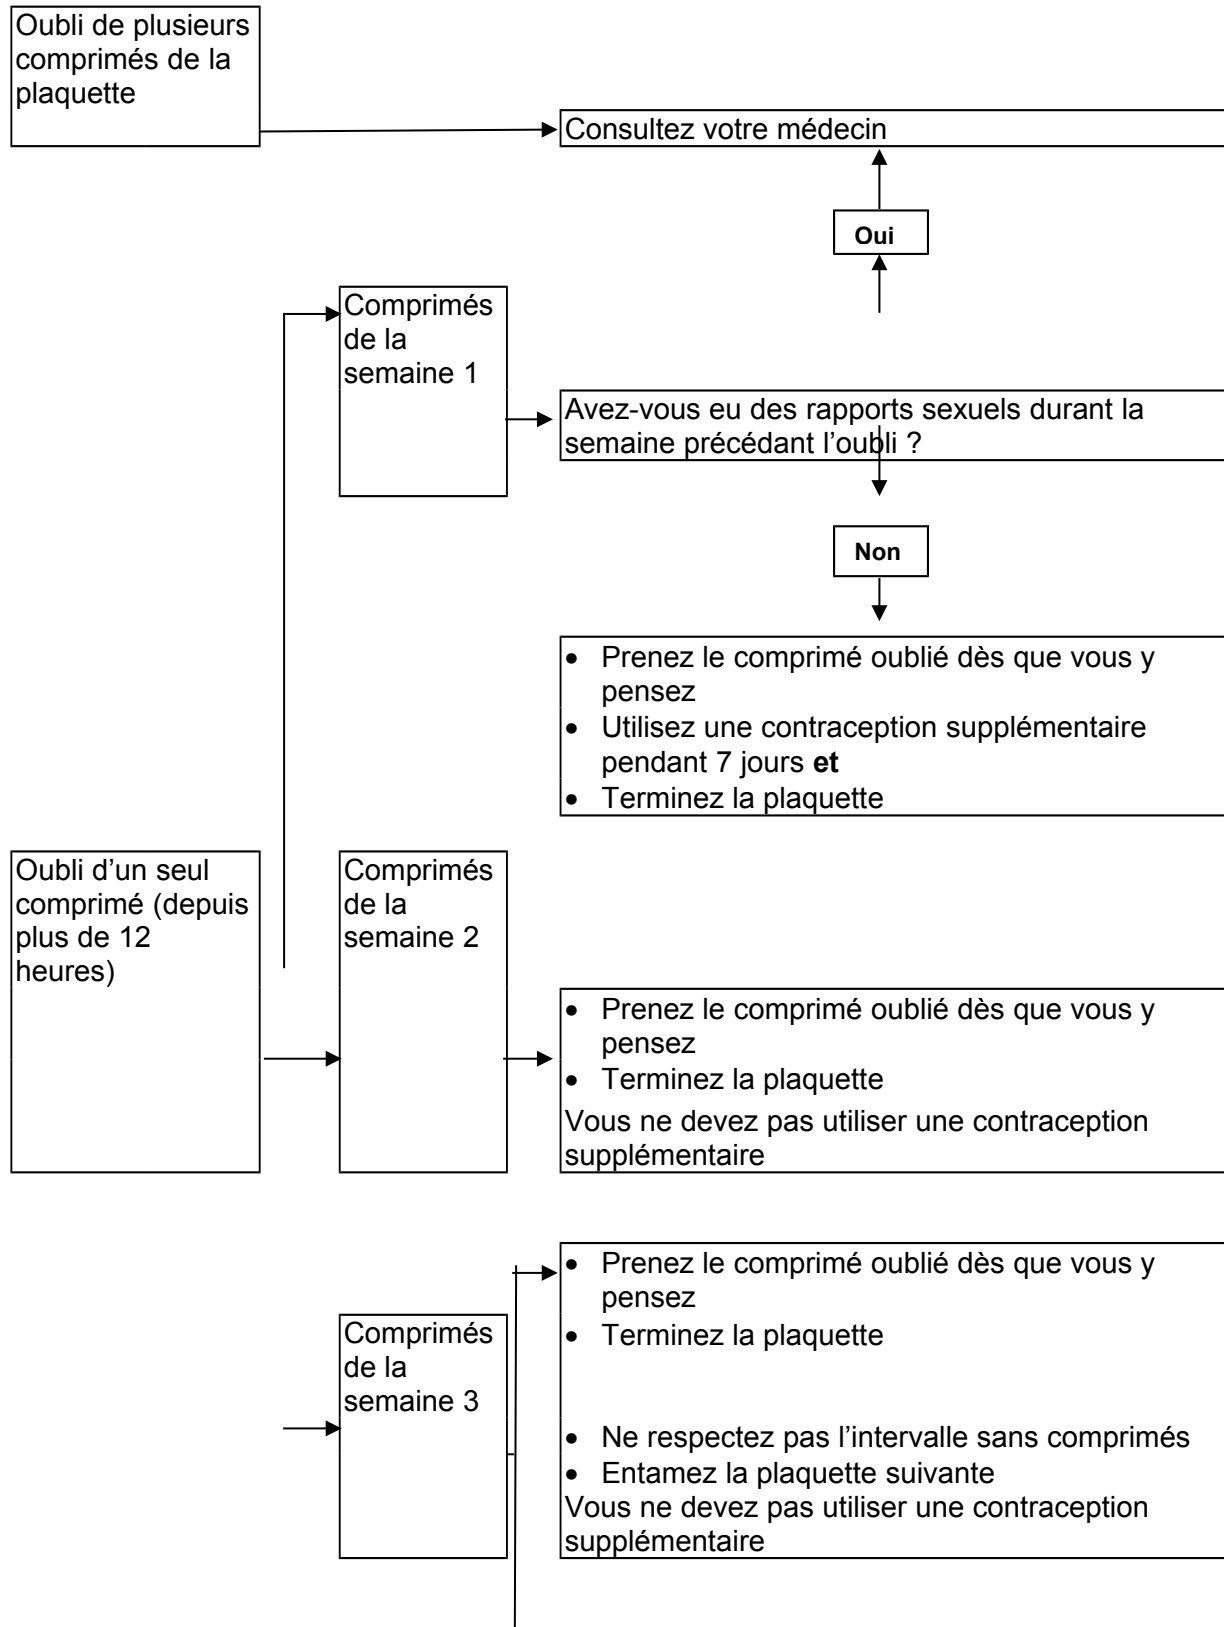 Oubli de plusieurs
comprimés de la
plaquette
Consultez votre médecin
Oui
Comprimés
de la
semaine 1
Avez-vous eu des rapports sexuels durant la
semaine précédant l’oubli ?
Non
• Prenez le comprimé oublié dès que vous y
pensez
• Utilisez une contraception supplémentaire
pendant 7 jours et
• Terminez la plaquette
Oubli d’un seul
comprimé (depuis
plus de 12
heures)
Comprimés
de la
semaine 2
• Prenez le comprimé oublié dès que vous y
pensez
• Terminez la plaquette
Vous ne devez pas utiliser une contraception
supplémentaire
Comprimés
de la
semaine 3
• Prenez le comprimé oublié dès que vous y
pensez
• Terminez la plaquette
• Ne respectez pas l’intervalle sans comprimés
• Entamez la plaquette suivante
Vous ne devez pas utiliser une contraception
supplémentaire